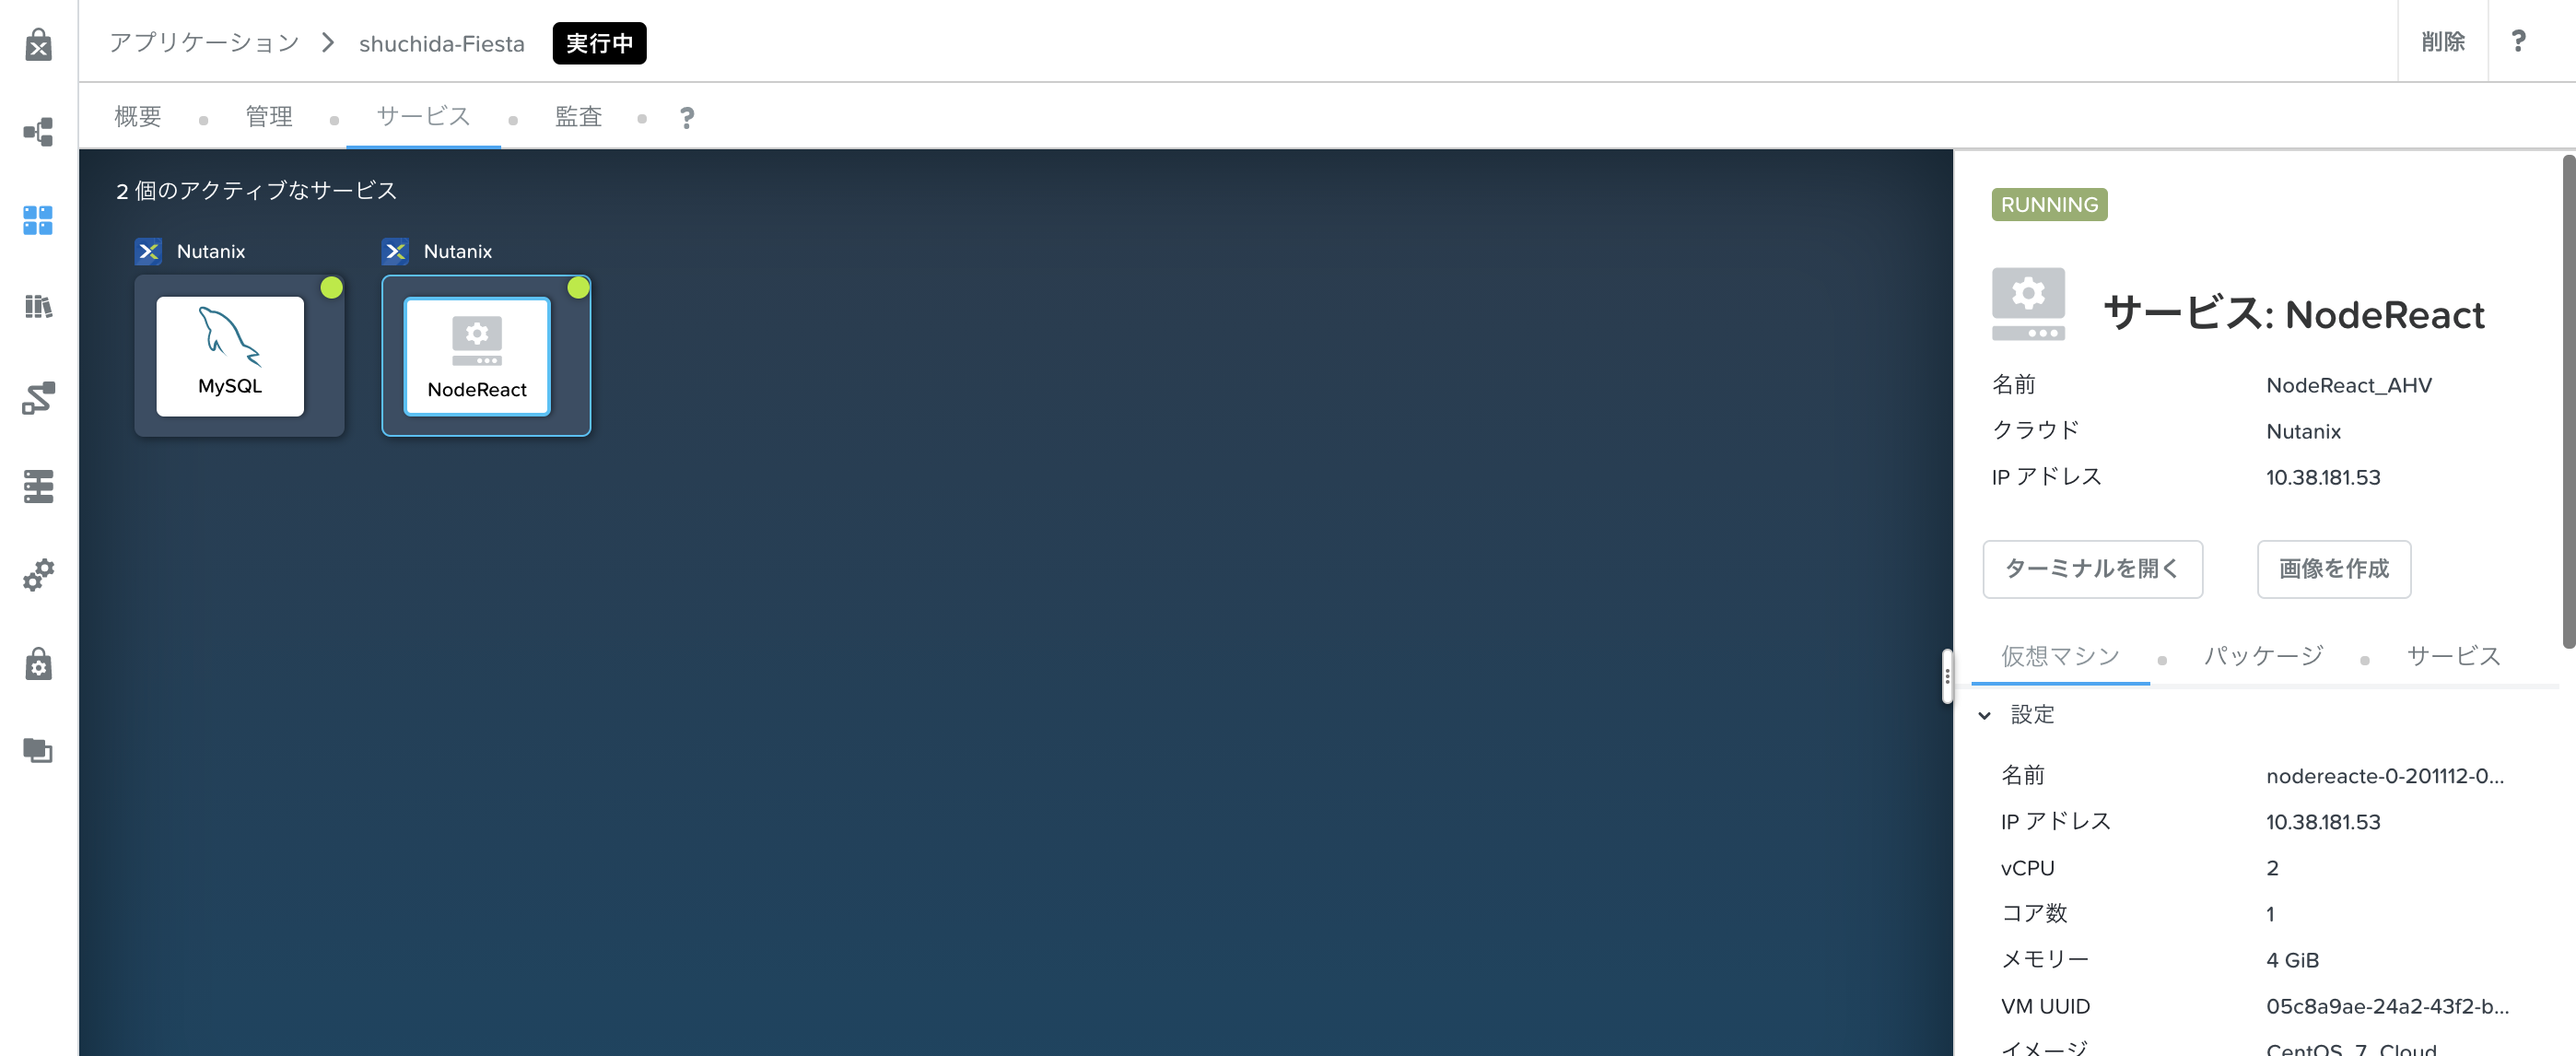 アプリケーション > shuchida-Fiesta 実行中 削除 ?
概要 管理 サービス 監査 ?
2 個のアクティブなサービス
Nutanix Nutanix
MySQL NodeReact
RUNNING
サービス: NodeReact
名前 NodeReact_AHV
クラウド Nutanix
IP アドレス 10.38.181.53
ターミナルを開く 画像を作成
仮想マシン パッケージ サービス
設定
名前 nodereacte-0-201112-0...
IP アドレス 10.38.181.53
vCPU 2
コア数 1
メモリー 4 GiB
VM UUID 05c8a9ae-24a2-43f2-b...
イメージ CentOS_7_Cloud